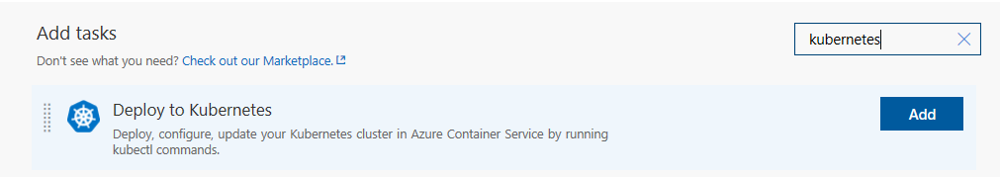 Add tasks
kubernetes
Don't see what you need? Check out our Marketplace.
Deploy to Kubernetes
Deploy, configure, update your Kubernetes cluster in Azure Container Service by running
kubectl commands.
Add